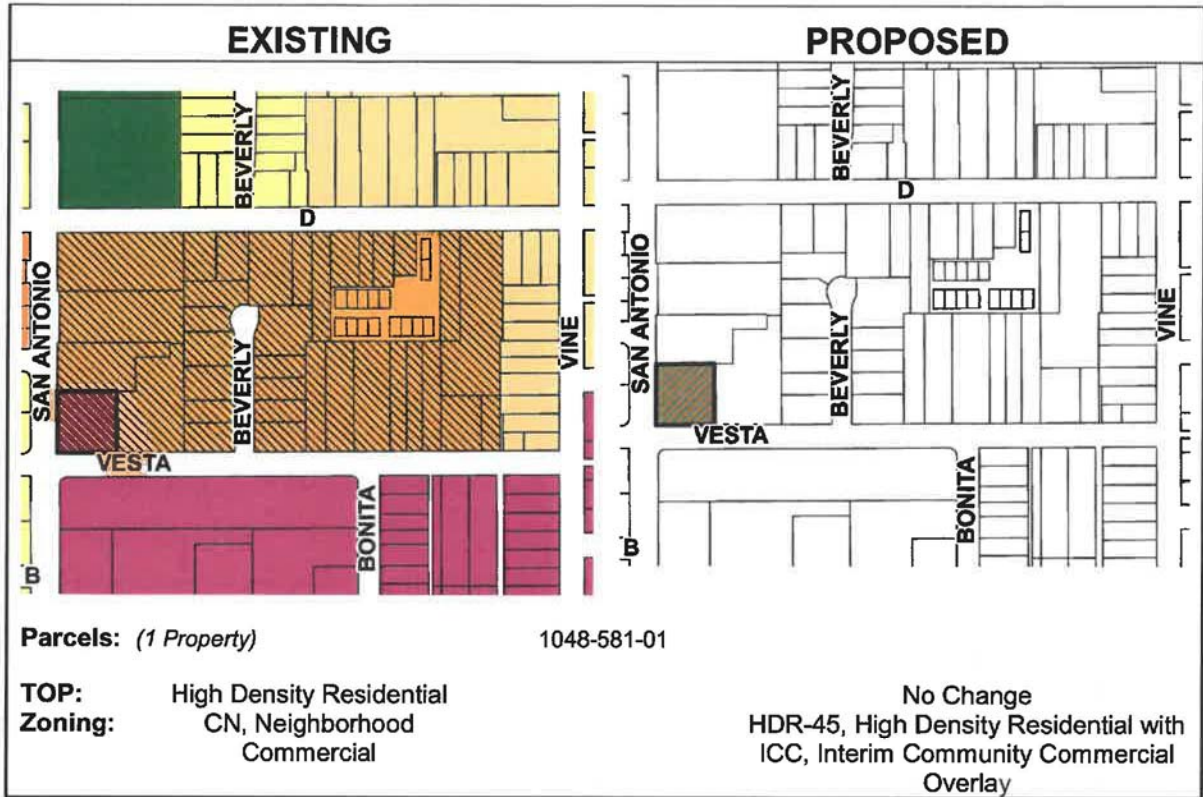 EXISTING
PROPOSED
BEVERLY
D
SAN ANTONIO
BEVERLY
VINE
VESTA
BONITA
B
BEVERLY
D
SAN ANTONIO
BEVERLY
VINE
VESTA
BONITA
B
Parcels: (1 Property) 1048-581-01
TOP: High Density Residential No Change
Zoning: CN, Neighborhood HDR-45, High Density Residential with
Commercial ICC, Interim Community Commercial
Overlay